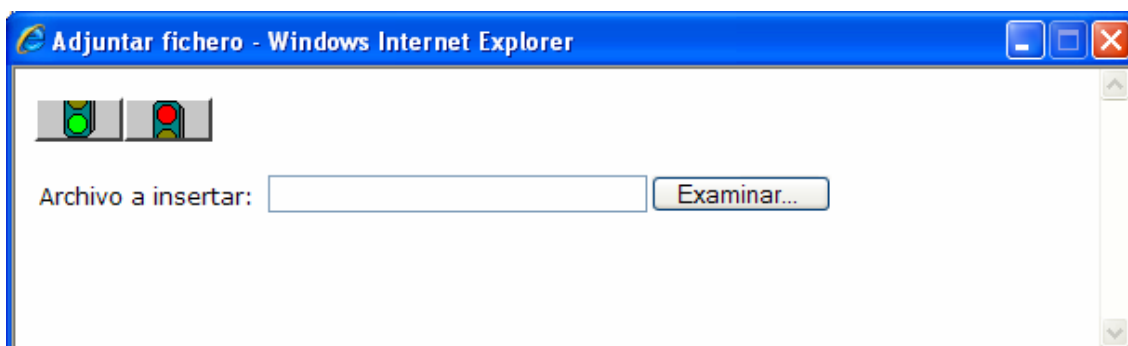 Adjuntar fichero - Windows Internet Explorer
Archivo a insertar:
Examinar...